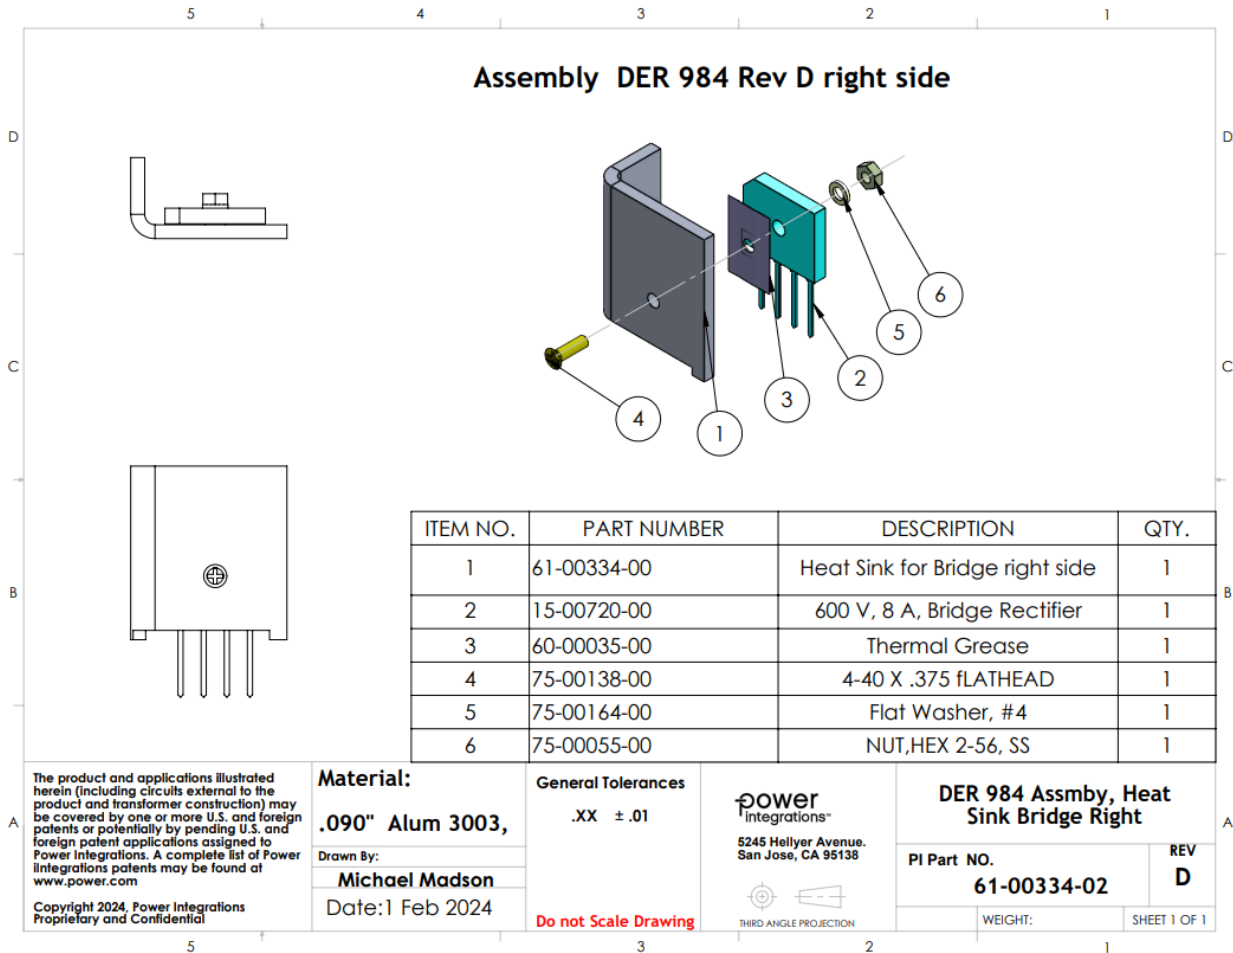 5 4 3 2 1
Assembly DER 984 Rev D right side
D D
6
5
C C
2
3
4
1
ITEM NO. PART NUMBER DESCRIPTION QTY.
1 61-00334-00 Heat Sink for Bridge right side 1
B B
2 15-00720-00 600 V, 8 A, Bridge Rectifier 1
3 60-00035-00 Thermal Grease 1
4 75-00138-00 4-40 X .375 fLATHEAD 1
5 75-00164-00 Flat Washer, #4 1
6 75-00055-00 NUT,HEX 2-56, SS 1
A A
The product and applications illustrated
herein (including circuits external to the
product and transformer construction) may
be covered by one or more U.S. and foreign
patents or potentially by pending U.S. and
foreign patent applications assigned to
Power Integrations. A complete list of Power
iIntegrations patents may be found at
www.power.com
Copyright 2024, Power Integrations
Proprietary and Confidential
Material:
.090" Alum 3003,
Drawn By:
Michael Madson
Date:1 Feb 2024
General Tolerances
.XX ± .01
Do not Scale Drawing
power
integrations™
5245 Hellyer Avenue.
San Jose, CA 95138
THIRD ANGLE PROJECTION
DER 984 Assmby, Heat
Sink Bridge Right
PI Part NO.
61-00334-02
REV
D
WEIGHT:
SHEET 1 OF 1
5 3 2 1